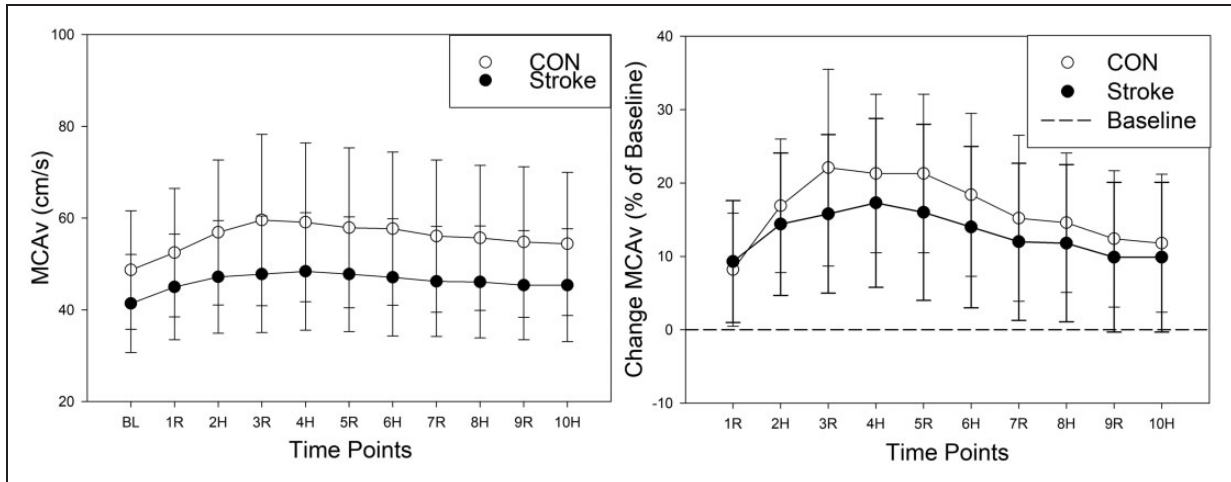 100
80
60
40
20
MCAv (cm/s)
CON
Stroke
BL 1R 2H 3R 4H 5R 6H 7R 8H 9R 10H
Time Points
40
30
20
10
0
-10
Change MCAv (% of Baseline)
CON
Stroke
Baseline
1R 2H 3R 4H 5R 6H 7R 8H 9R 10H
Time Points